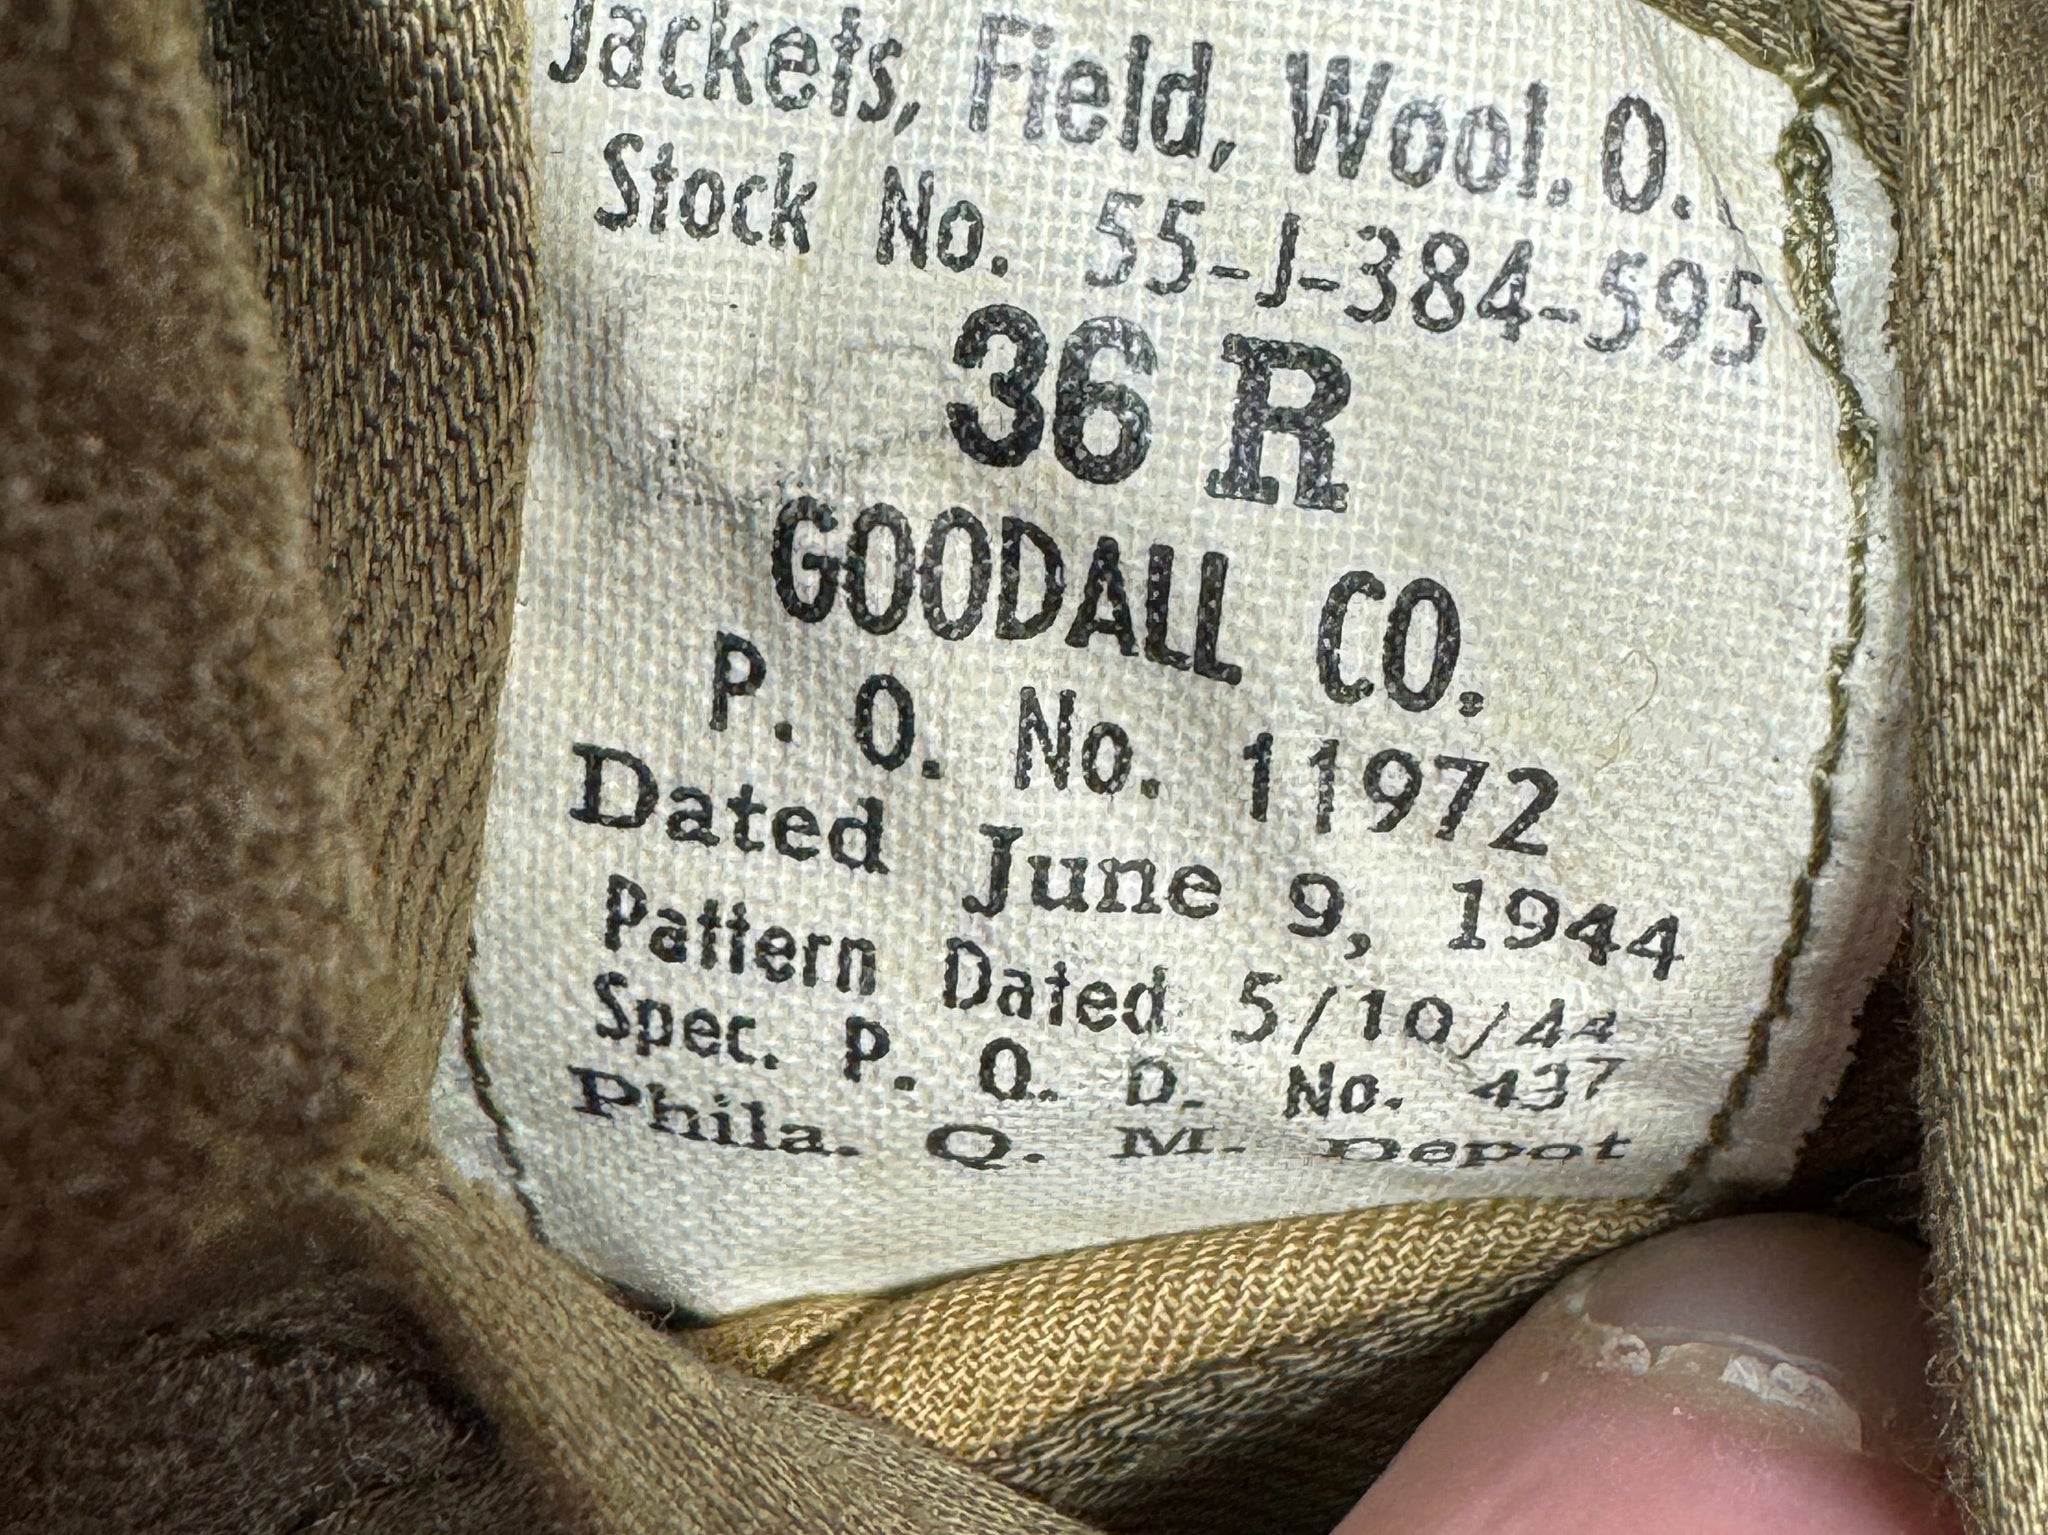 Jackets, Field, Wool. O.
Stock No. 55-J-384-595
36 R
GOODALL CO.
P. O. No. 11972
Dated June 9, 1944
Pattern Dated 5/10/44
Spec. P. Q. D. No. 437
Phila. Q. M. Depot